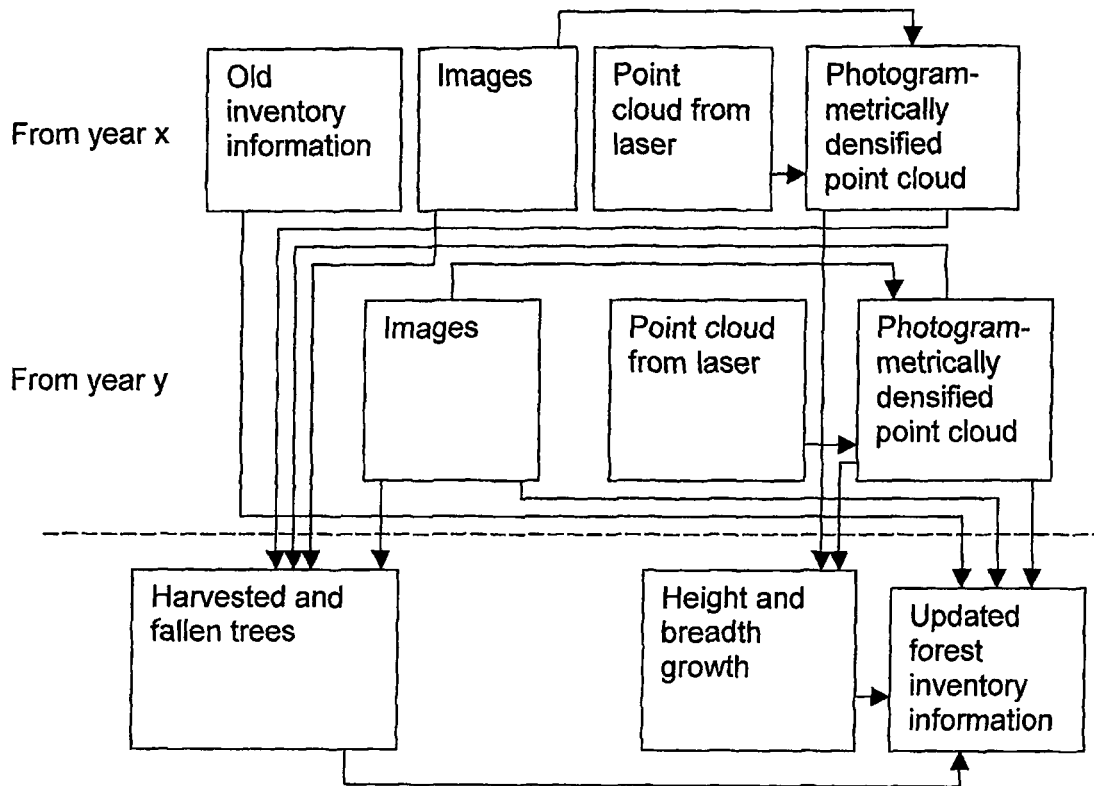 From year x
Old
inventory
information
Images
Point
cloud from
laser
Photogram-
metrically
densified
point cloud
From year y
Images
Point cloud
from laser
Photogram-
metrically
densified
point cloud
Harvested and
fallen trees
Height and
breadth
growth
Updated
forest
inventory
information